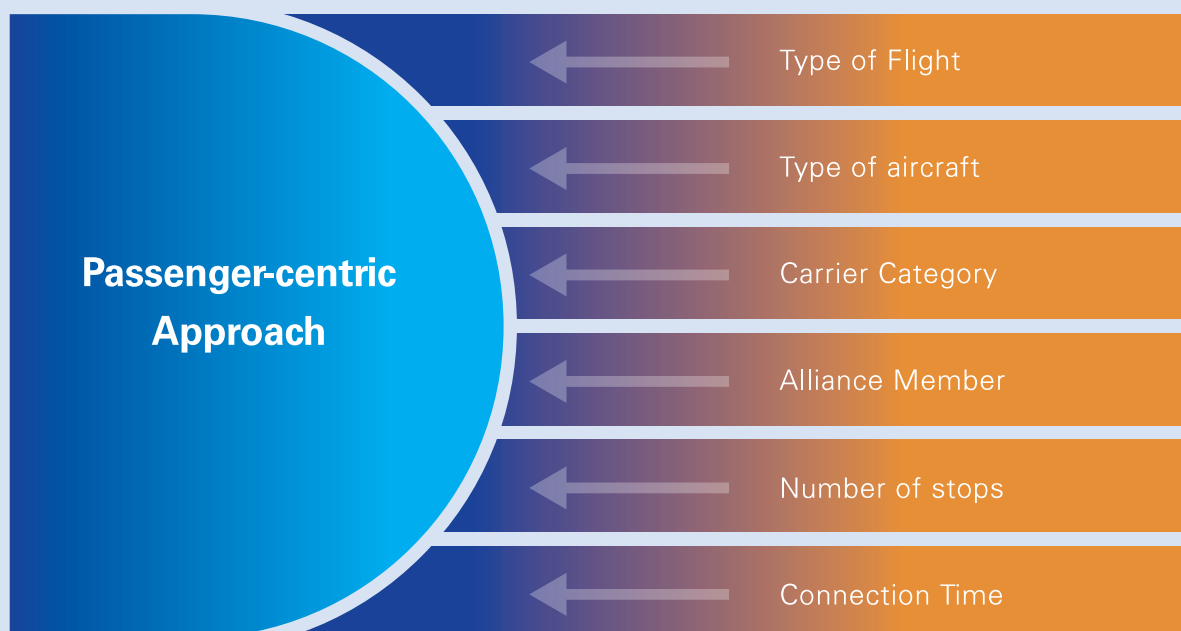 Type of Flight
Type of aircraft
Passenger-centric
Approach
Carrier Category
Alliance Member
Number of stops
Connection Time